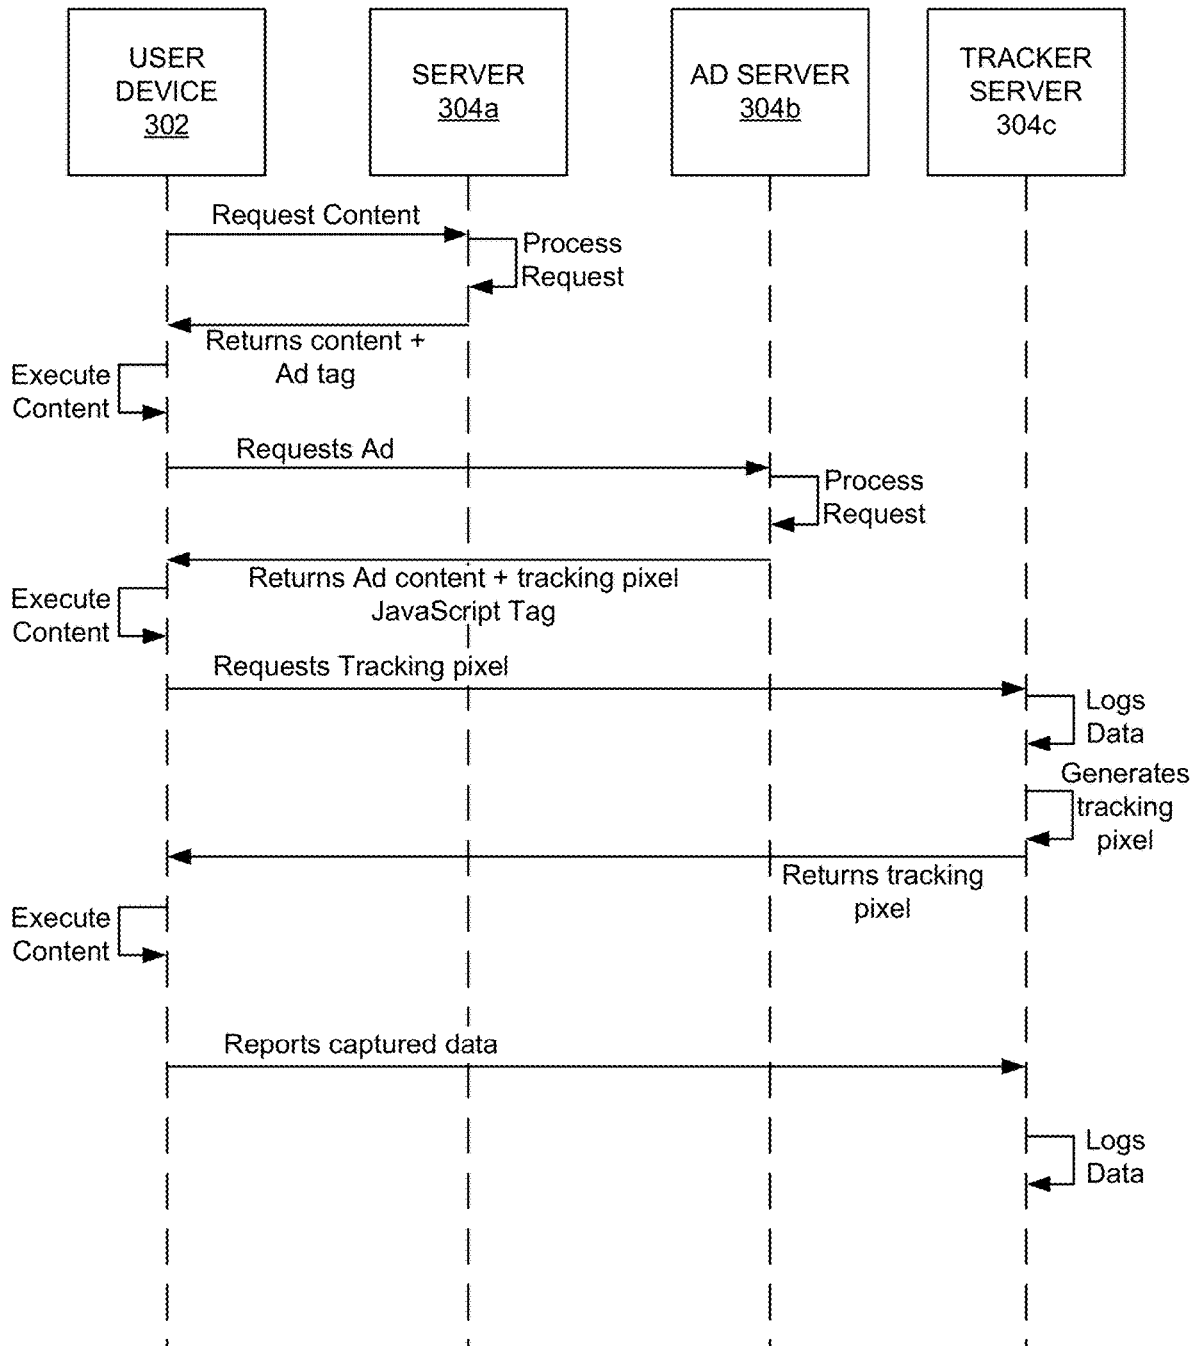 USER
DEVICE
302
SERVER
304a
AD SERVER
304b
TRACKER
SERVER
304c
Request Content
Process
Request
Returns content +
Ad tag
Execute
Content
Requests Ad
Process
Request
Returns Ad content + tracking pixel
JavaScript Tag
Execute
Content
Requests Tracking pixel
Logs
Data
Generates
tracking
pixel
Returns tracking
pixel
Execute
Content
Reports captured data
Logs
Data